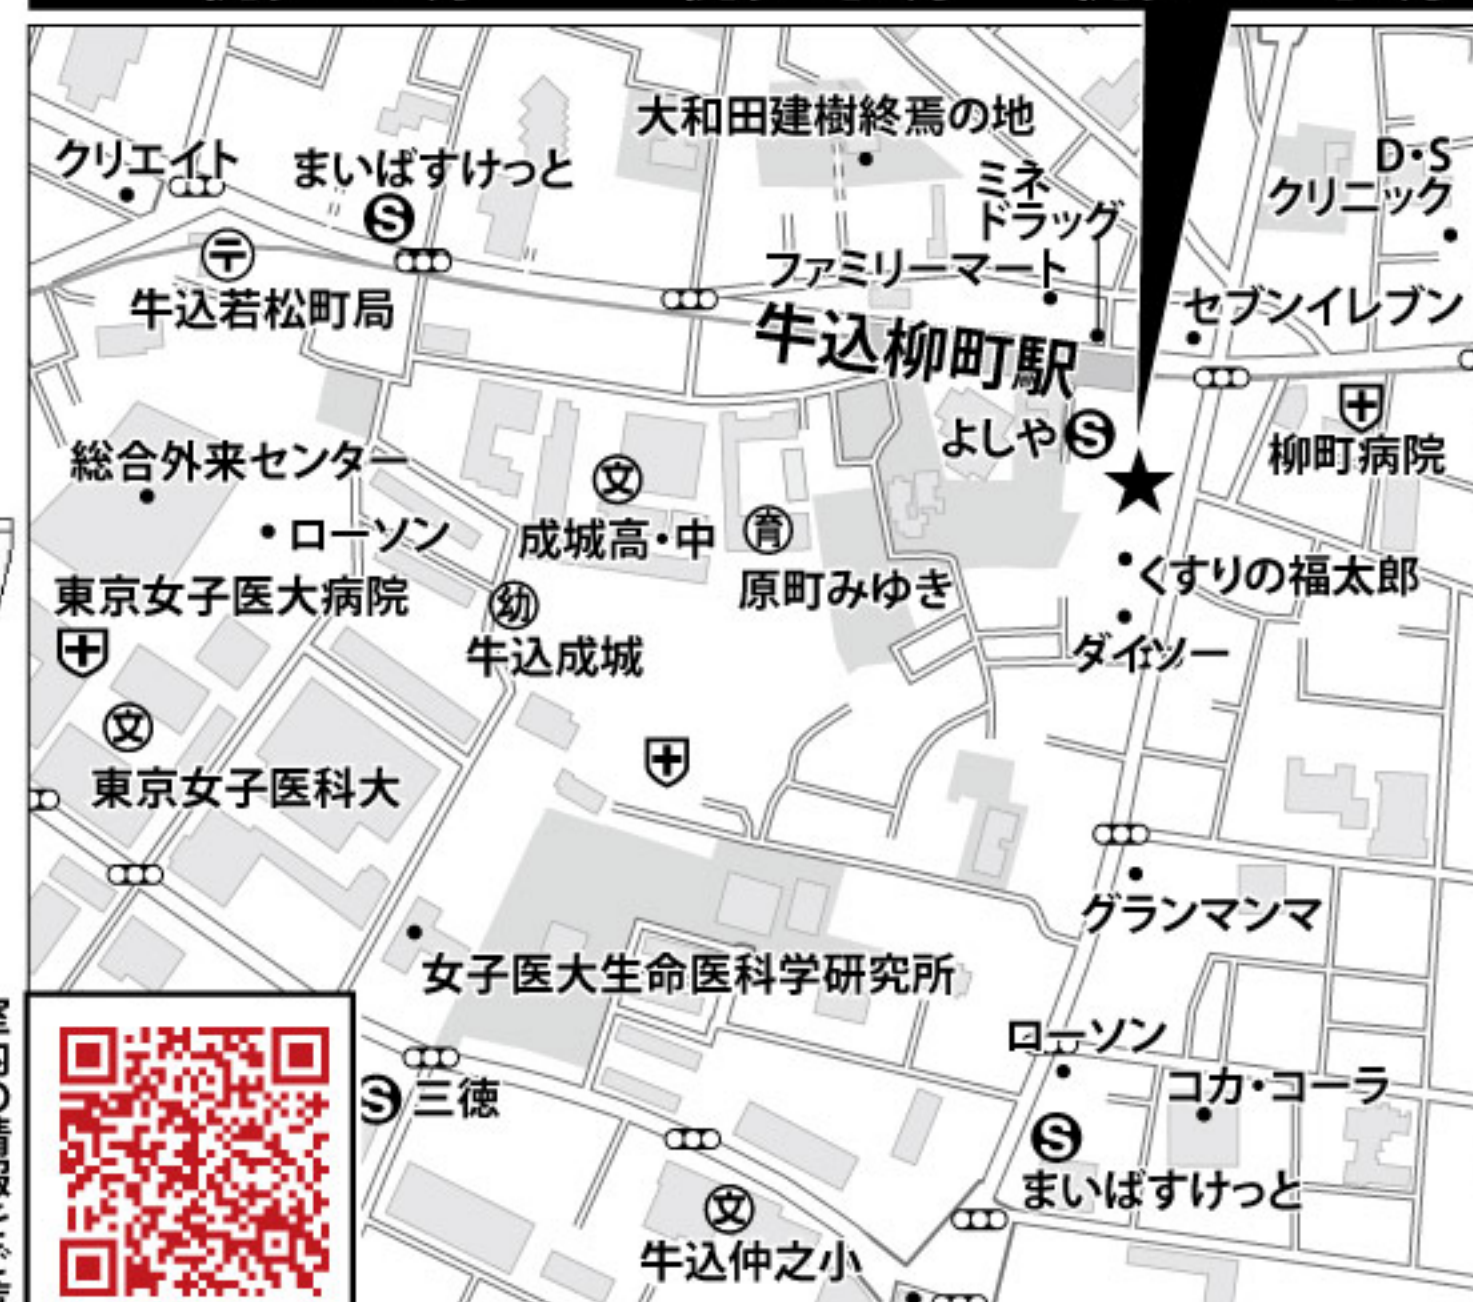 大和田建樹終焉の地
クリエイト
まいばすけっと
S
ミネ
ドラッグ
D・S
クリニック
〒
牛込若松町局
ファミリーマート
セブンイレブン
牛込柳町駅
よしや S
柳町病院
総合外来センター
ローソン
文
成城高・中
育
原町みゆき
くすりの福太郎
東京女子医大病院
幼
牛込成城
ダイソー
文
東京女子医科大
グランマンマ
女子医大生命医科学研究所
ローソン
コカ・コーラ
S 三徳
S
まいばすけっと
文
牛込仲之小